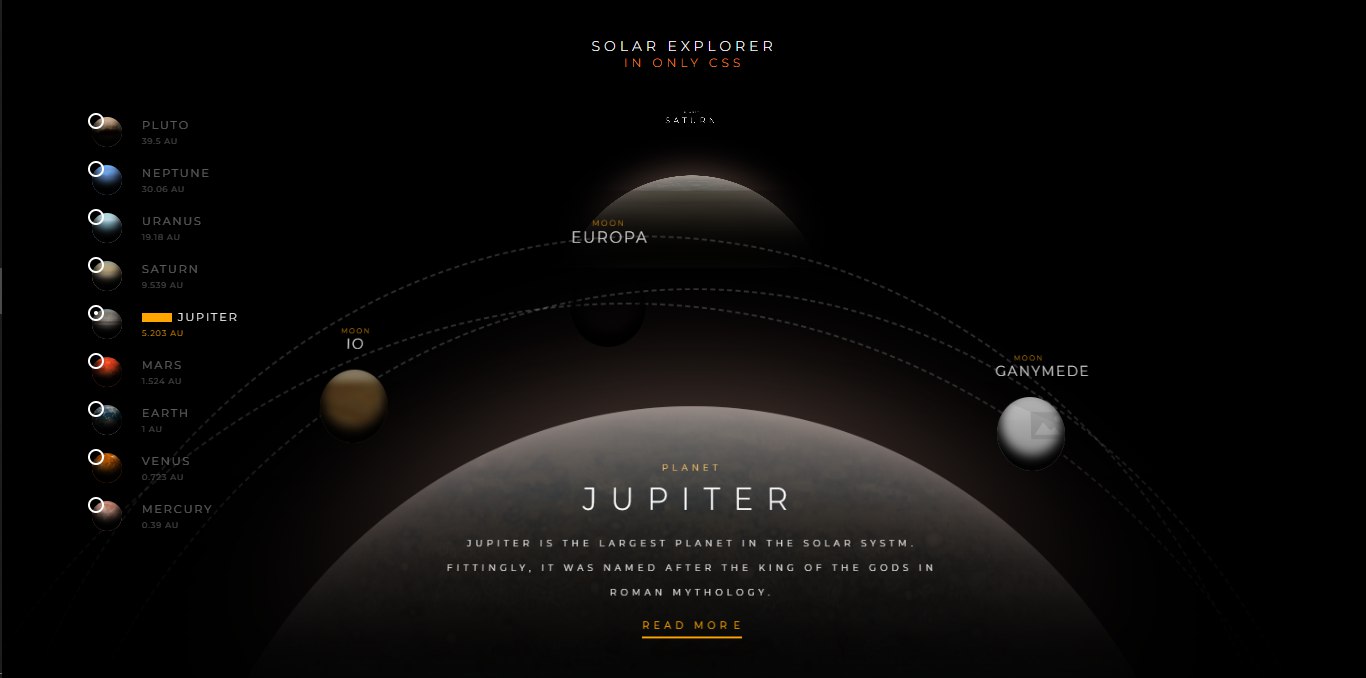 SOLAR EXPLORER
IN ONLY CSS
SATURN
PLUTO
39.5 AU
NEPTUNE
30.06 AU
URANUS
19.18 AU
SATURN
9.539 AU
JUPITER
5.203 AU
MARS
1.524 AU
EARTH
1 AU
VENUS
0.723 AU
MERCURY
0.39 AU
MOON
EUROPA
MOON
IO
MOON
GANYMEDE
PLANET
JUPITER
JUPITER IS THE LARGEST PLANET IN THE SOLAR SYSTM.
FITTINGLY, IT WAS NAMED AFTER THE KING OF THE GODS IN
ROMAN MYTHOLOGY.
READ MORE